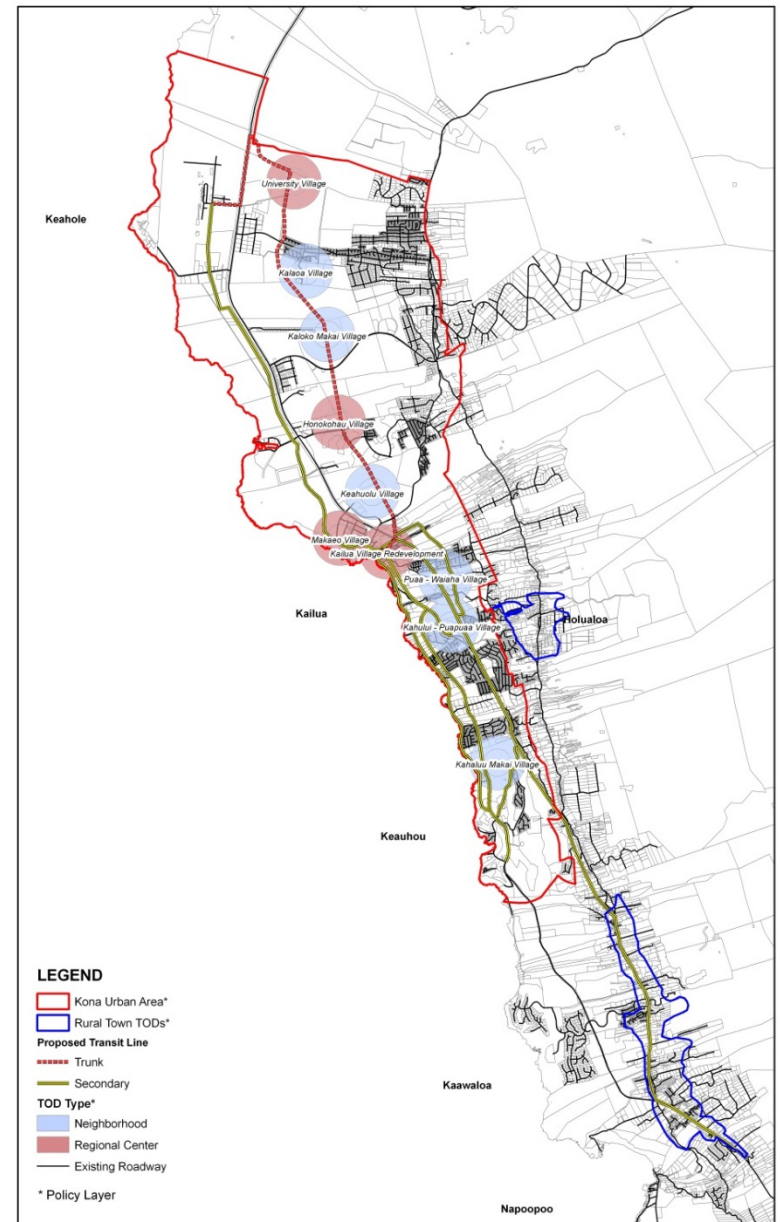 University Village
Keahole
Kalaoa Village
Kaloko Makai Village
Honokohau Village
Keahuolu Village
Makaeo Village
Kailua Village Redevelopment
Puaa - Waiaha Village
Kailua
Kahului - Puapuaa Village
Holualoa
Kahaluu Makai Village
Keauhou
LEGEND
Kona Urban Area*
Rural Town TODs*
Proposed Transit Line
Trunk
Secondary
TOD Type*
Neighborhood
Regional Center
Existing Roadway
* Policy Layer
Kaawaloa
Napoopoo